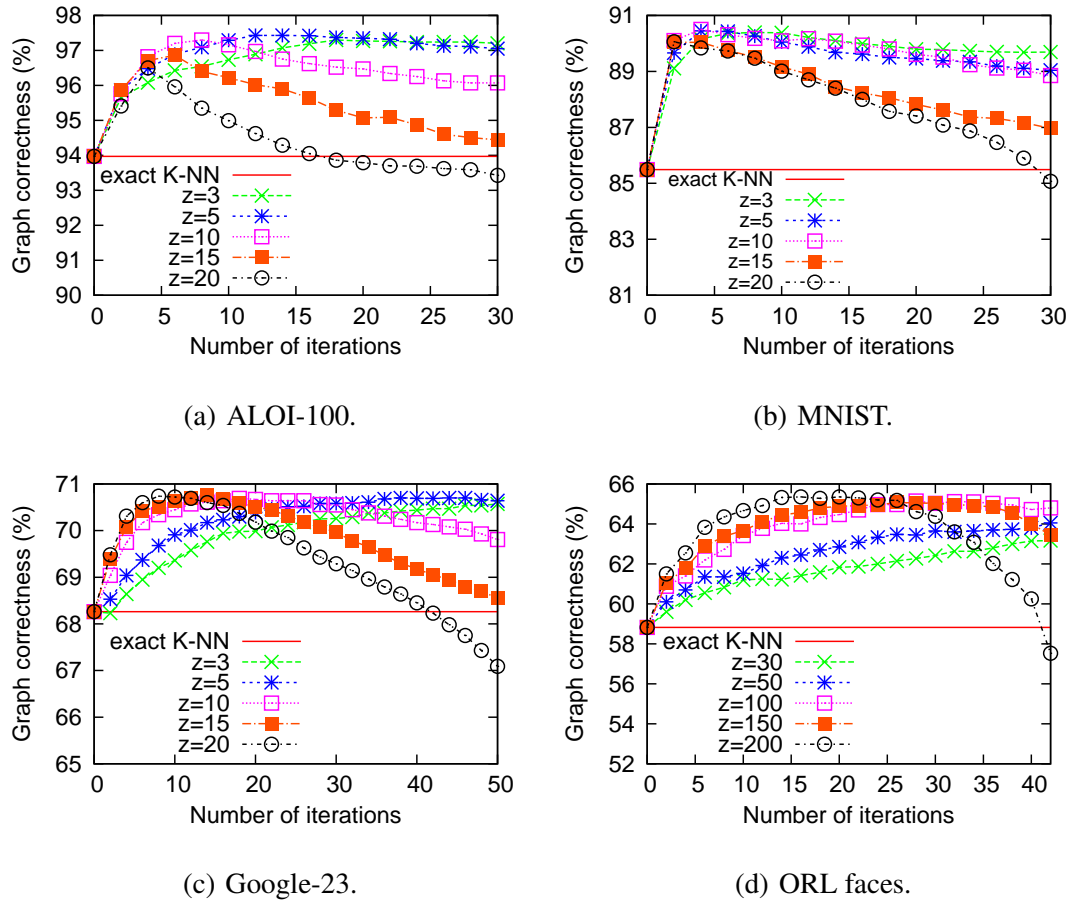 98
97
96
95
94
93
92
91
90
Graph correctness (%)
exact K-NN
z=3
z=5
z=10
z=15
z=20
0 5 10 15 20 25 30
Number of iterations
(a) ALOI-100.
91
89
87
85
83
81
Graph correctness (%)
exact K-NN
z=3
z=5
z=10
z=15
z=20
0 5 10 15 20 25 30
Number of iterations
(b) MNIST.
71
70
69
68
67
66
65
Graph correctness (%)
exact K-NN
z=3
z=5
z=10
z=15
z=20
0 10 20 30 40 50
Number of iterations
(c) Google-23.
66
64
62
60
58
56
54
52
Graph correctness (%)
exact K-NN
z=30
z=50
z=100
z=150
z=200
0 5 10 15 20 25 30 35 40
Number of iterations
(d) ORL faces.